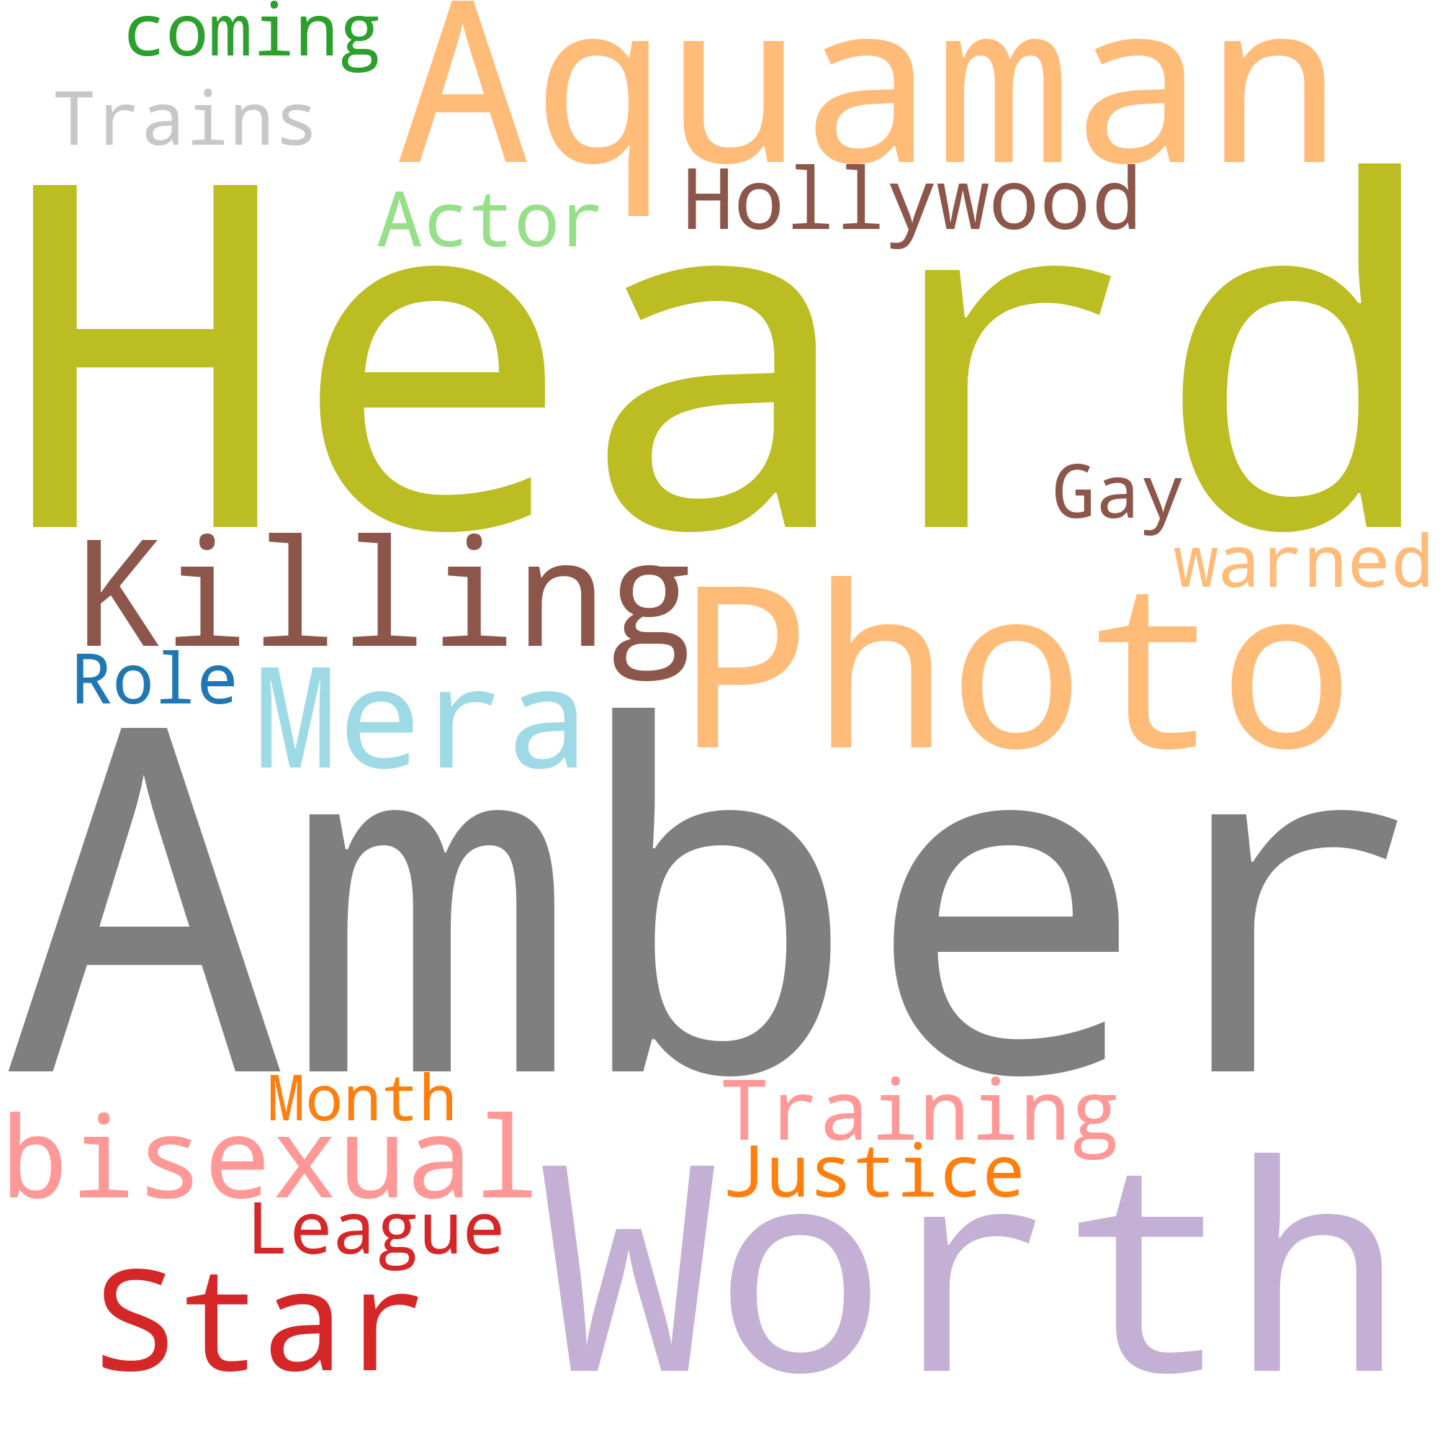 coming
Aquaman
Trains
Hollywood
Actor
Heard
Gay
warned
Killing
Photo
Role
Mera
Amber
Month
Training
bisexual
Justice
League
Worth
Star